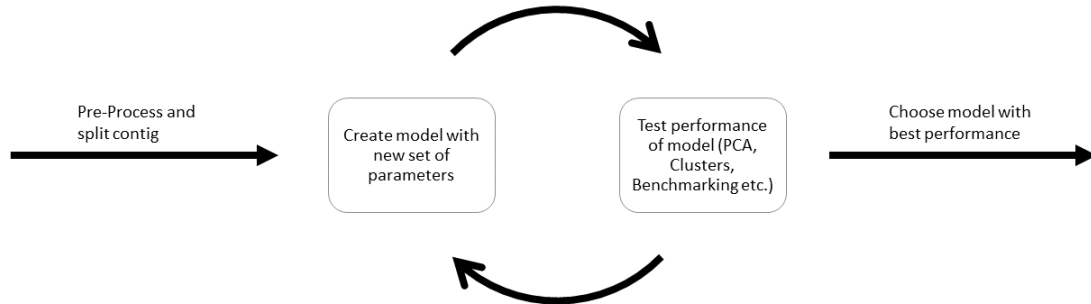 Pre-Process and
split contig
Create model with
new set of
parameters
Test performance
of model (PCA,
Clusters,
Benchmarking etc.)
Choose model with
best performance